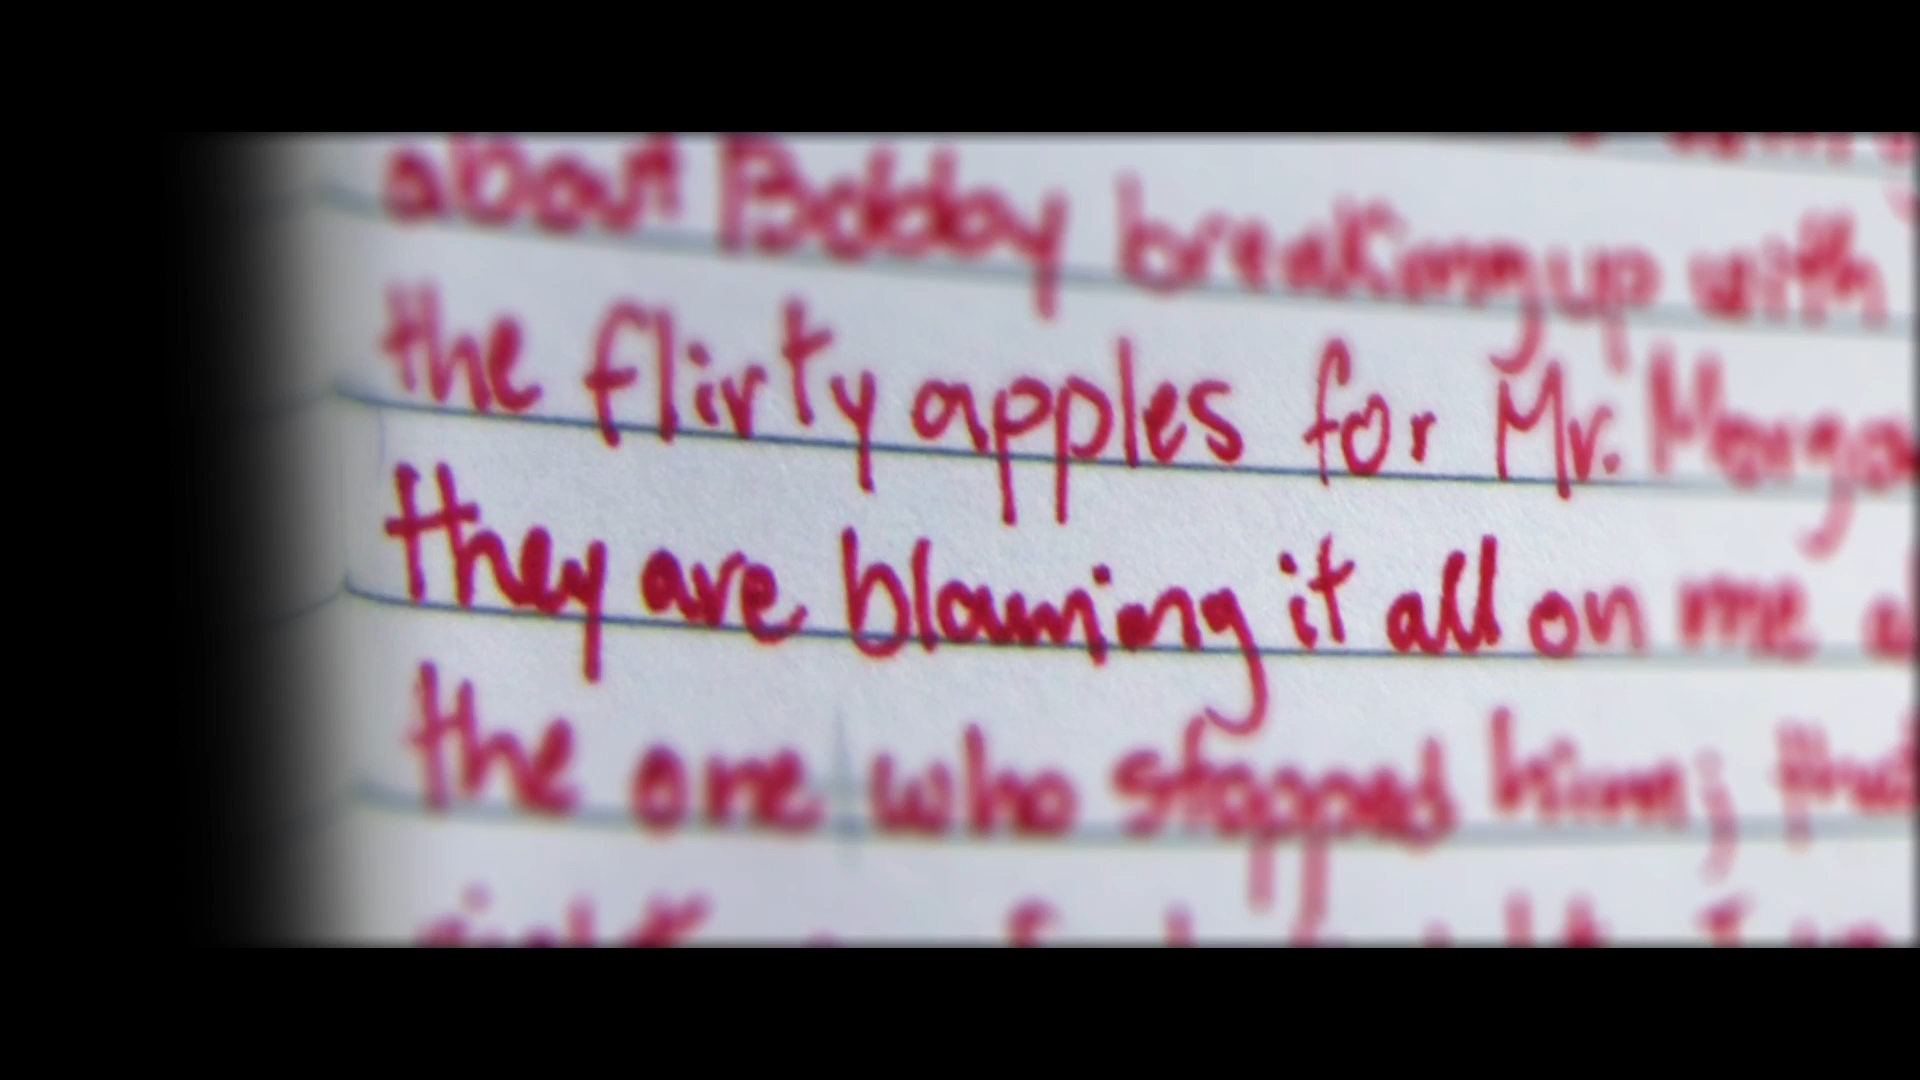 about Bobby breaking up with
the flirty apples for Mr.
they are blaming it all on me
the one who stopped him;